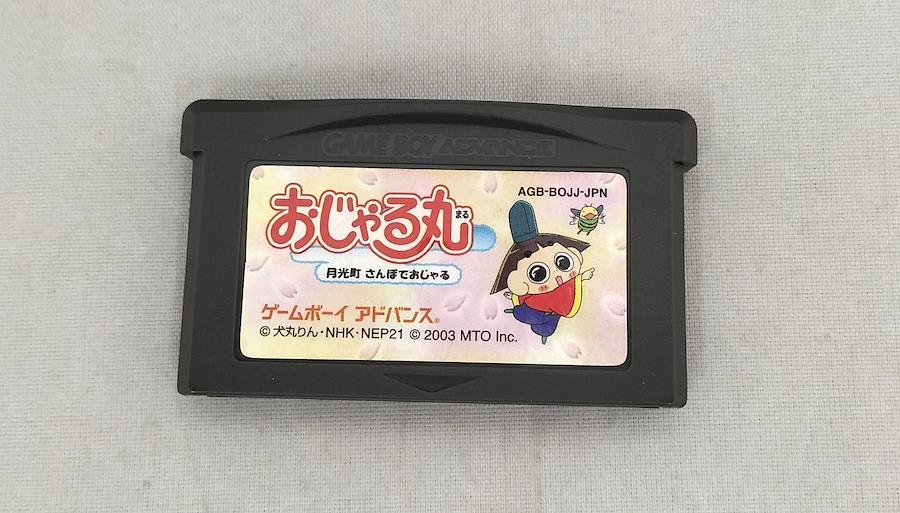 GAME BOY ADVANCE
AGB-BOJJ-JPN
おじゃる丸
まる
月光町 さんぽでおじゃる
ゲームボーイ アドバンス®
© 犬丸りん・NHK・NEP21 © 2003 MTO Inc.